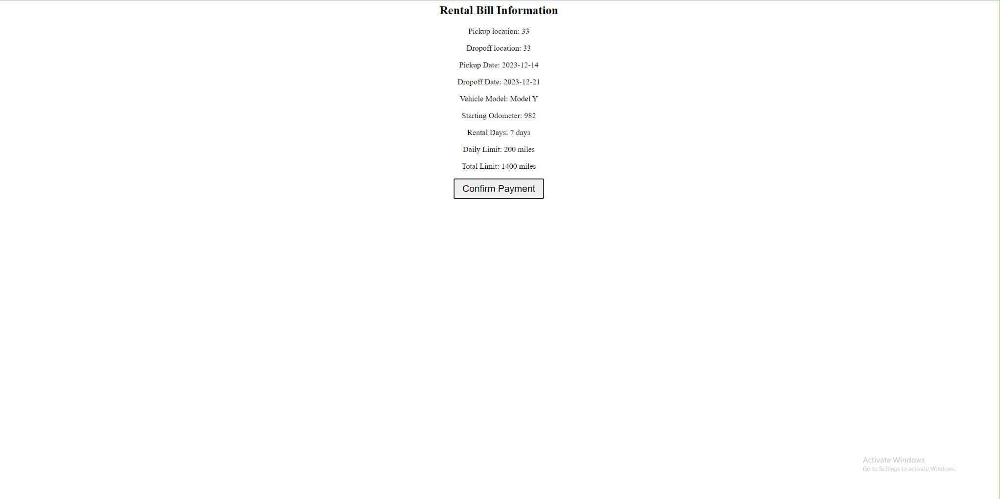 Rental Bill Information
Pickup location: 33
Dropoff location: 33
Pickup Date: 2023-12-14
Dropoff Date: 2023-12-21
Vehicle Model: Model Y
Starting Odometer: 982
Rental Days: 7 days
Daily Limit: 200 miles
Total Limit: 1400 miles
Confirm Payment
Activate Windows
Go to Settings to activate Windows.